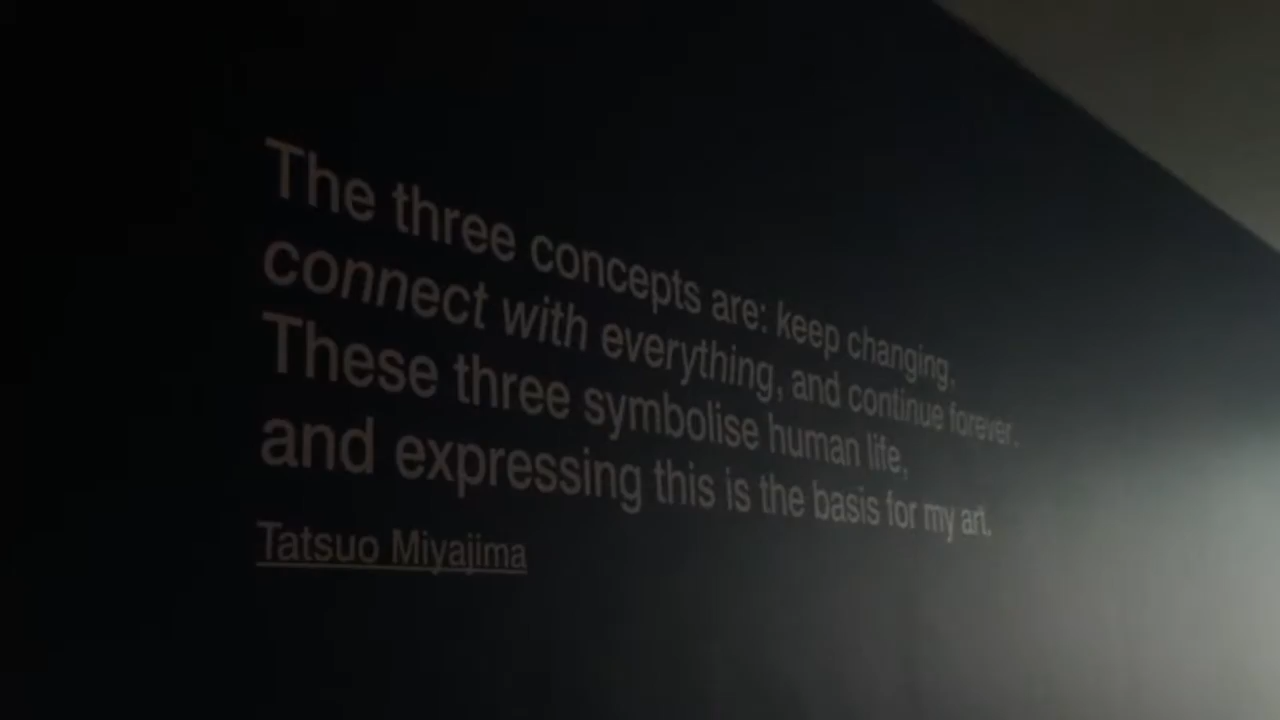 The three concepts are: keep changing,
connect with everything, and continue forever.
These three symbolise human life,
and expressing this is the basis for my art.
Tatsuo Miyajima